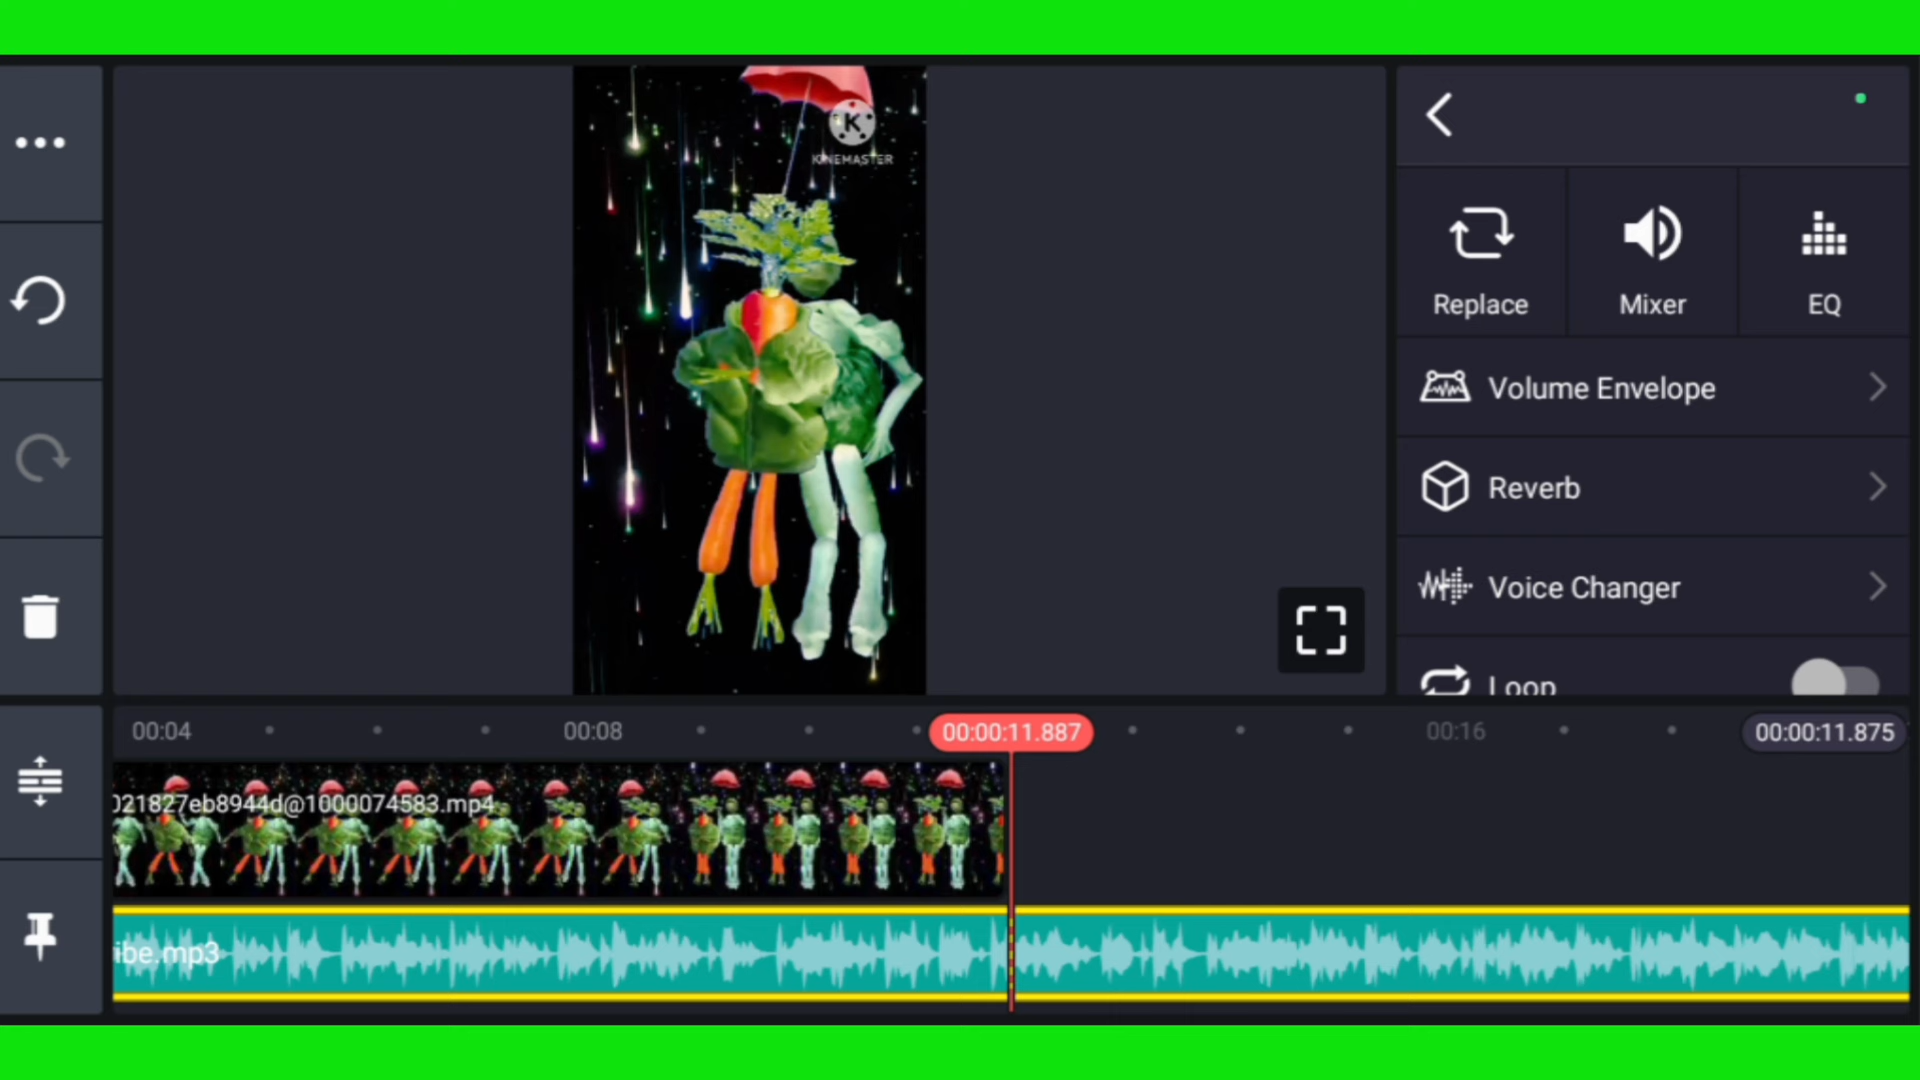 KINEMASTER
Replace
Mixer
EQ
Volume Envelope
Reverb
Voice Changer
Loop
00:04
00:08
00:00:11.887
00:16
00:00:11.875
021827eb8944d@1000074583.mp4
ibe.mp3